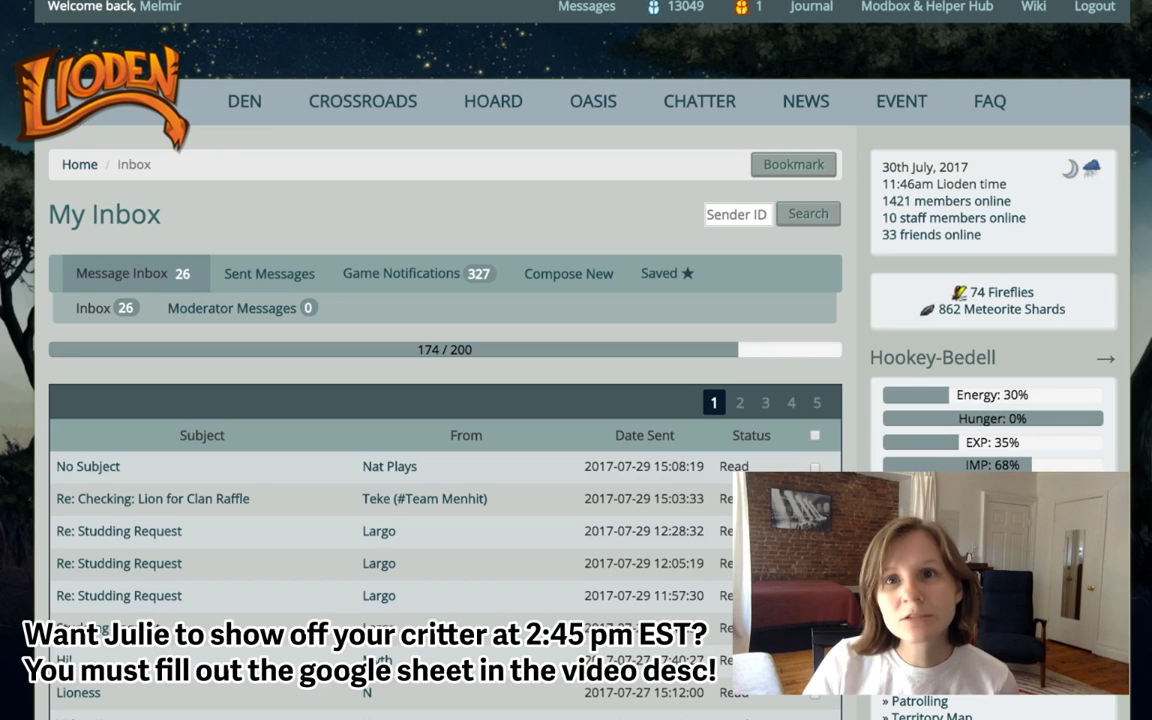 Welcome back, Melmir
Messages 13049 1 Journal Modbox & Helper Hub Wiki Logout
LIODEN
DEN CROSSROADS HOARD OASIS CHATTER NEWS EVENT FAQ
Home / Inbox Bookmark
My Inbox Sender ID Search
Message Inbox 26 Sent Messages Game Notifications 327 Compose New Saved ★
Inbox 26 Moderator Messages 0
174 / 200
1 2 3 4 5
Subject From Date Sent Status
No Subject Nat Plays 2017-07-29 15:08:19 Read
Re: Checking: Lion for Clan Raffle Teke (#Team Menhit) 2017-07-29 15:03:33 Re
Re: Studding Request Largo 2017-07-29 12:28:32 Re
Re: Studding Request Largo 2017-07-29 12:05:19 Re
Re: Studding Request Largo 2017-07-29 11:57:30 Re
Want Julie to show off your critter at 2:45 pm EST?
You must fill out the google sheet in the video desc!
Lioness N 2017-07-27 15:12:00 Read
30th July, 2017
11:46am Lioden time
1421 members online
10 staff members online
33 friends online
74 Fireflies
862 Meteorite Shards
Hookey-Bedell →
Energy: 30%
Hunger: 0%
EXP: 35%
IMP: 68%
» Patrolling
» Territory Map